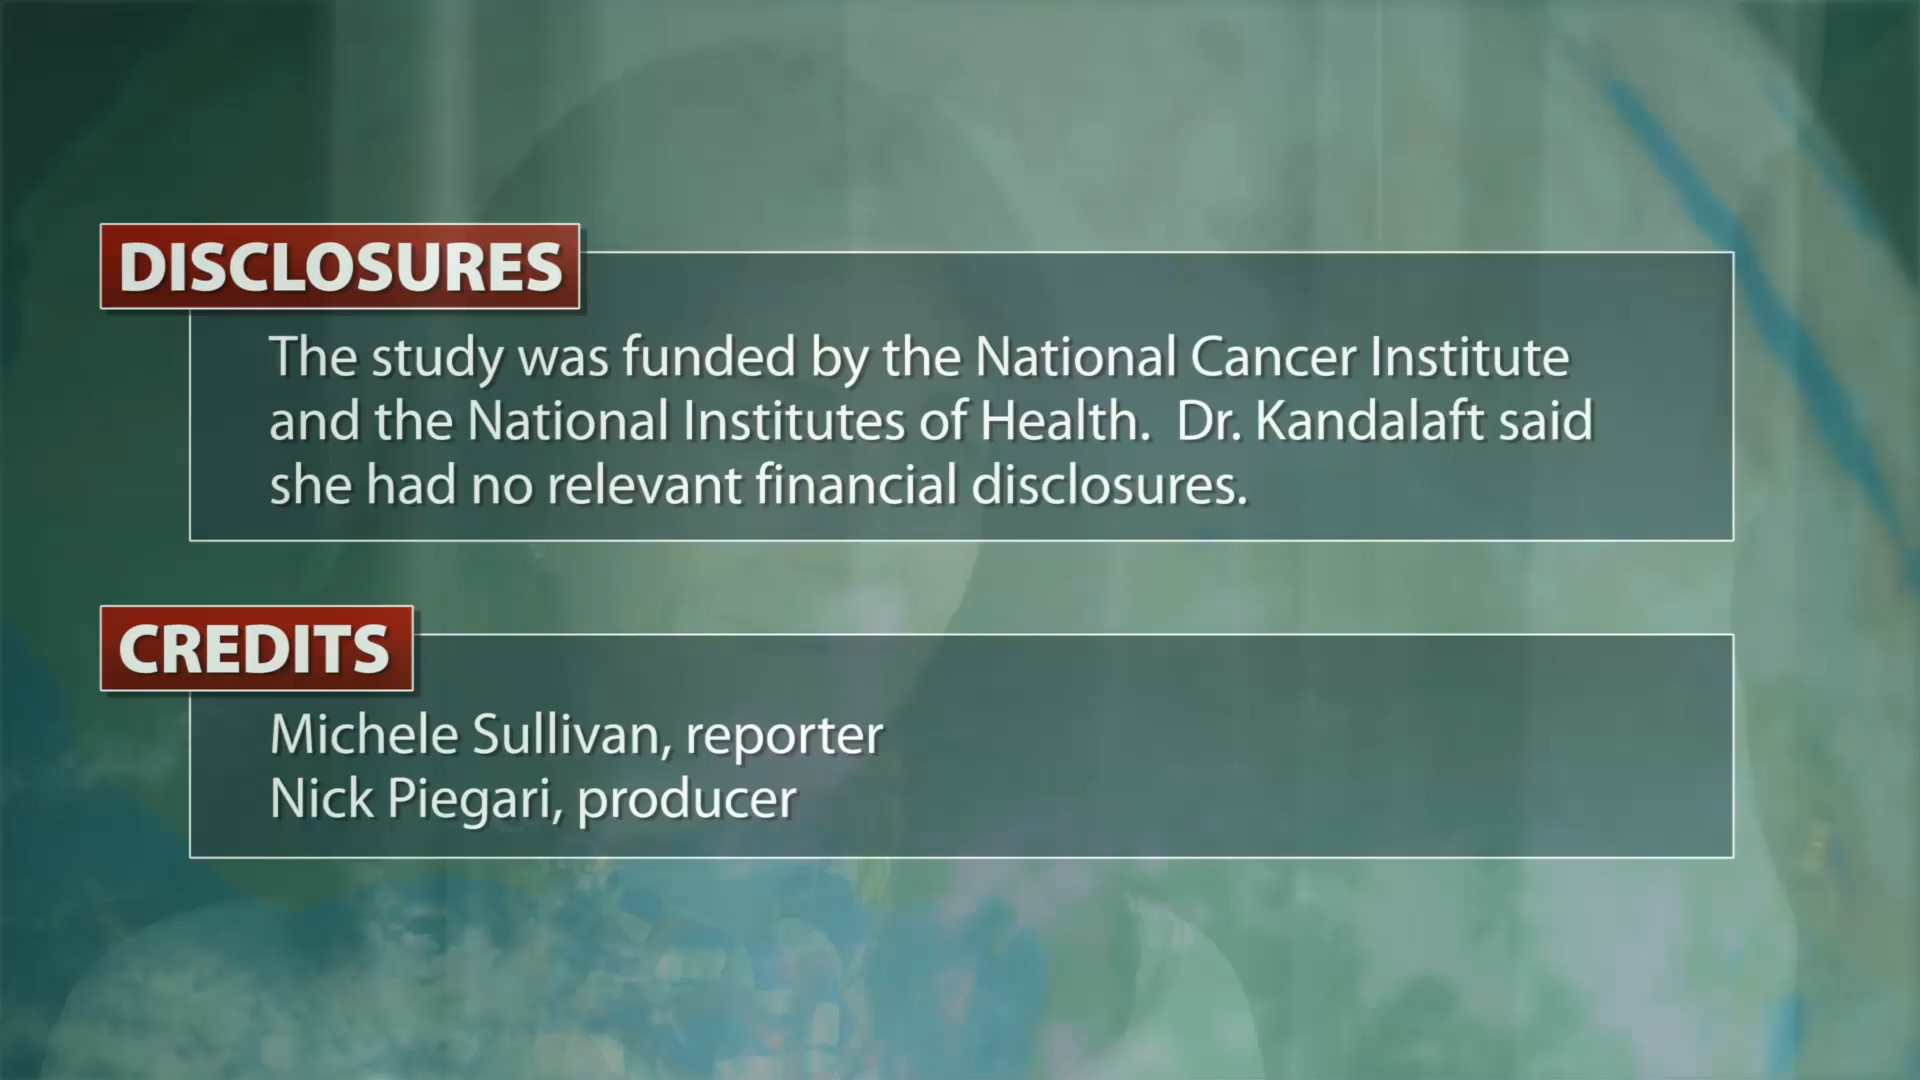 DISCLOSURES
The study was funded by the National Cancer Institute
and the National Institutes of Health.  Dr. Kandalaft said
she had no relevant financial disclosures.
CREDITS
Michele Sullivan, reporter
Nick Piegari, producer